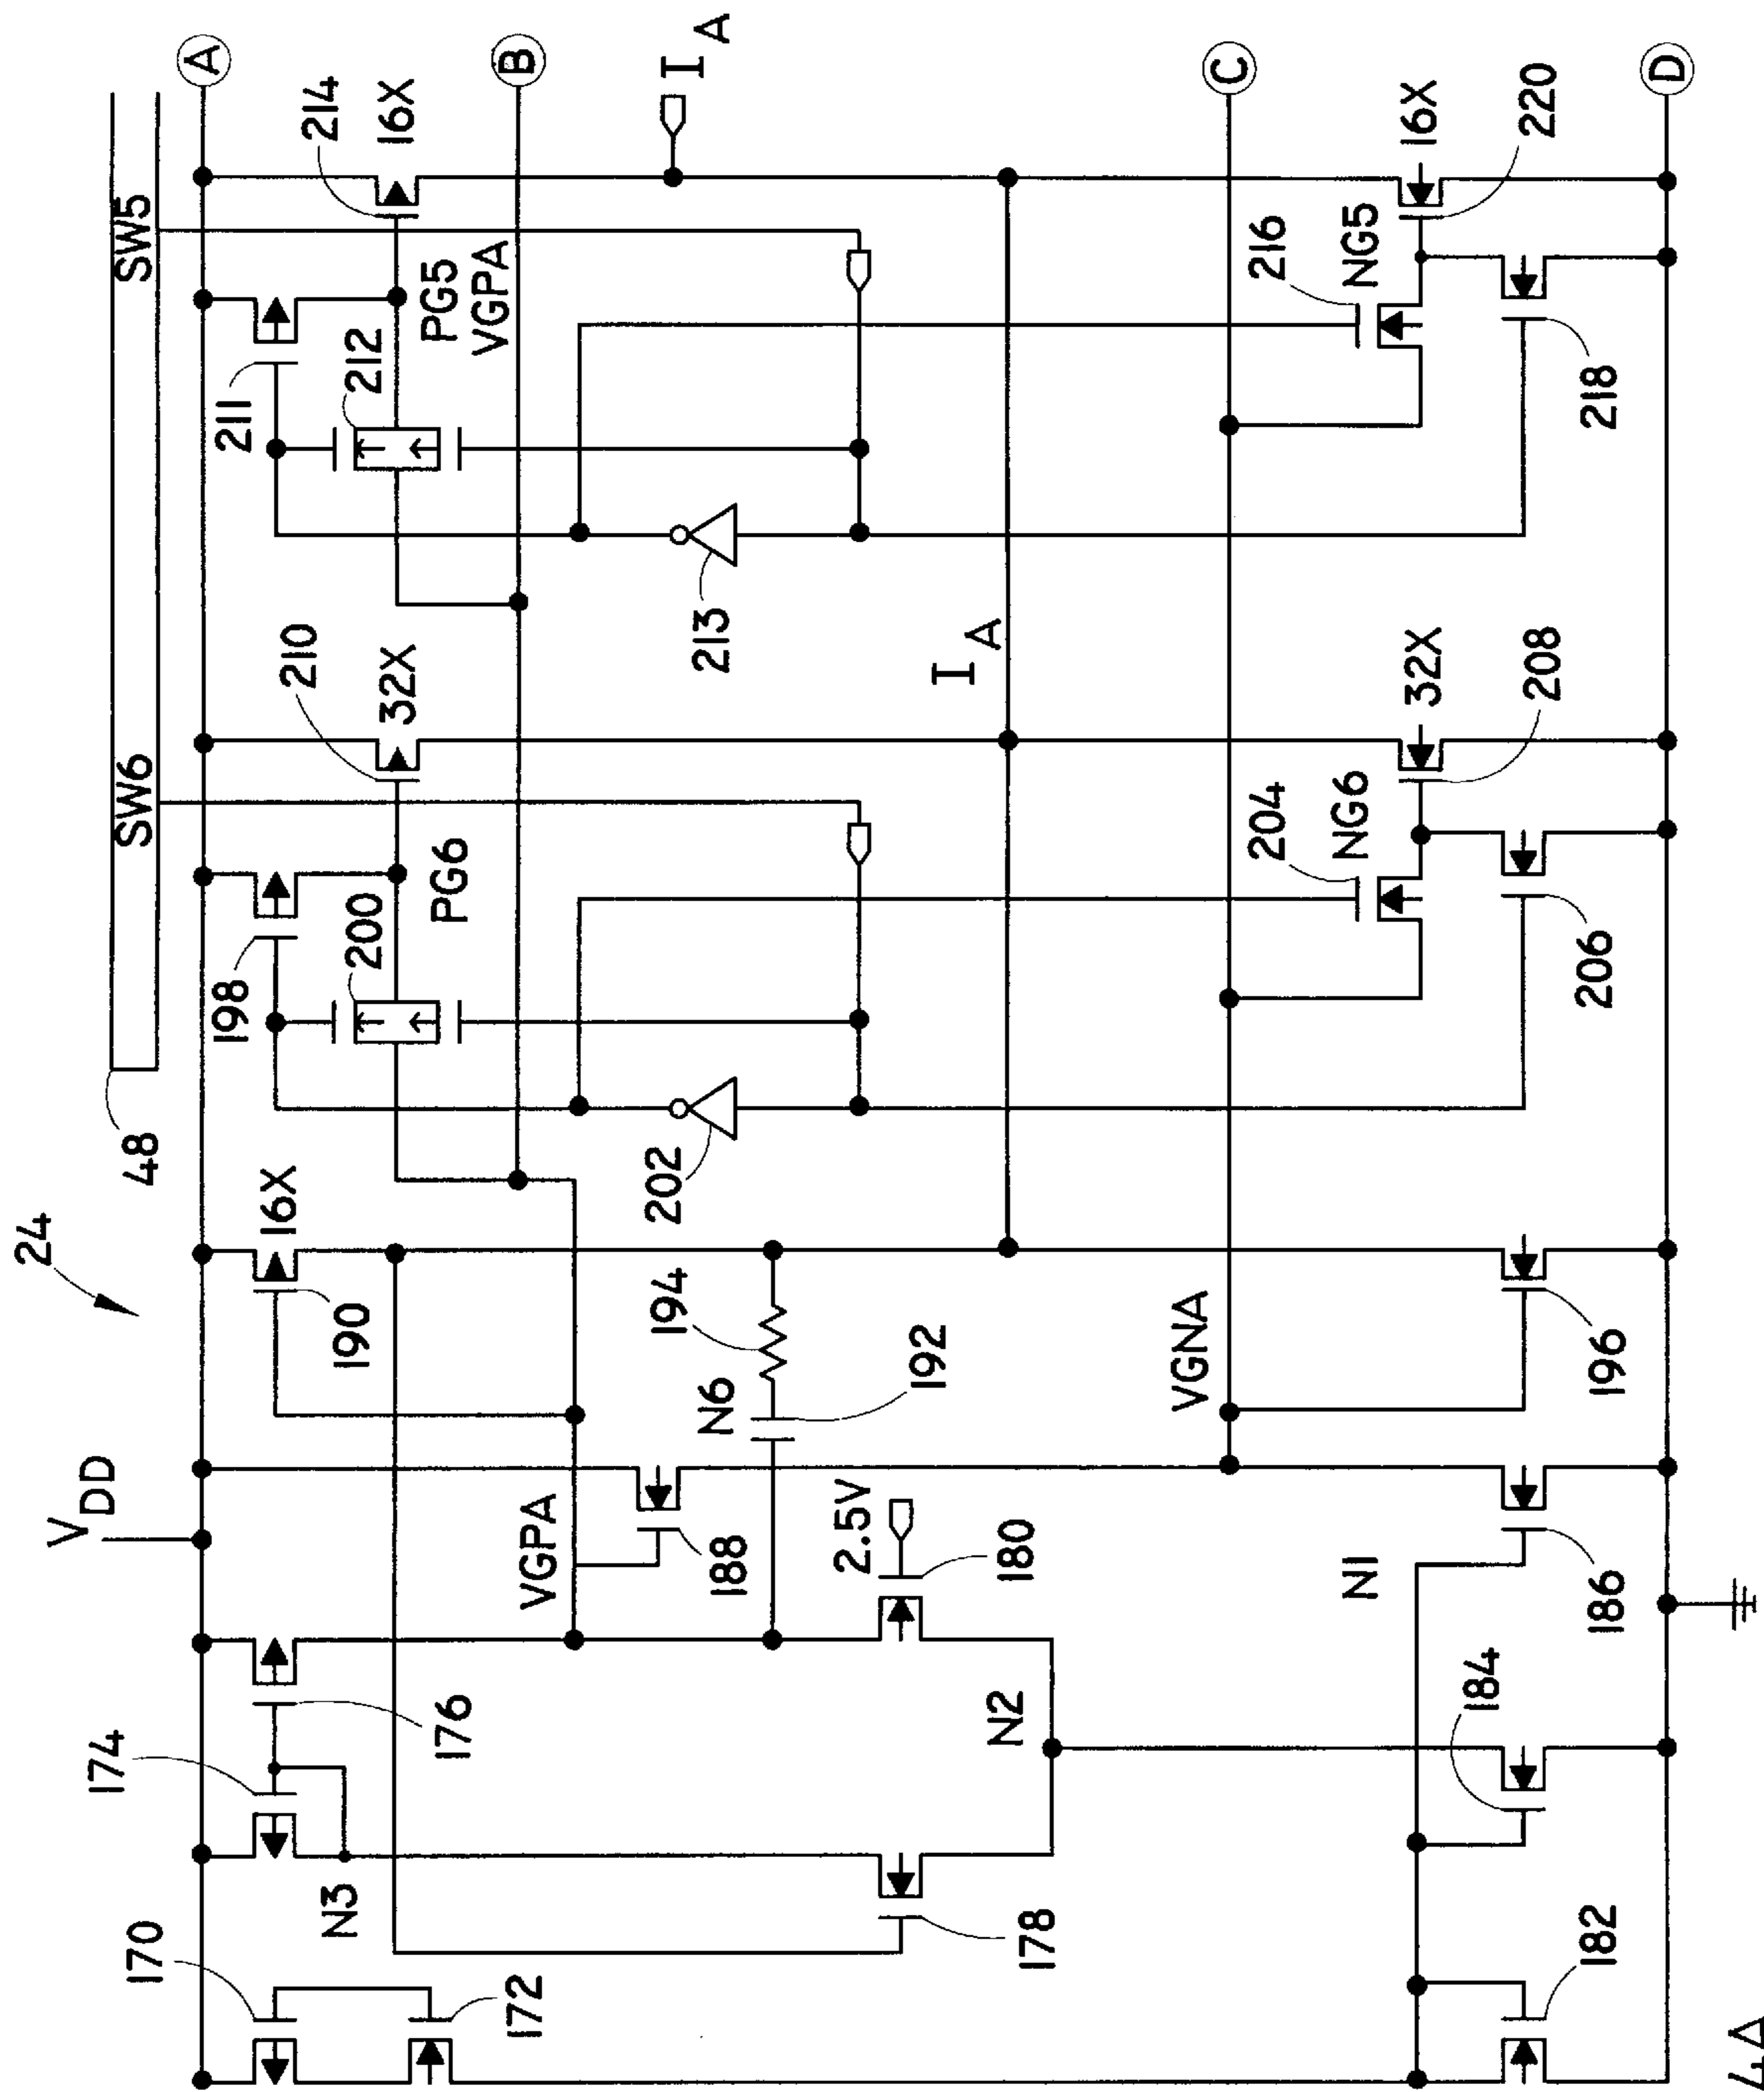 24
48
SW6
SW5
V DD
A
170
174
176
190
16X
198
210
32X
211
214
16X
N3
172
VGPA
188
200
PG6
212
PG5
VGPA
B
178
180
2.5V
N6
192
194
202
213
I A
N2
I A
N1
VGNA
C
182
184
186
196
204
NG6
206
208
32X
216
NG5
218
220
16X
D
4A